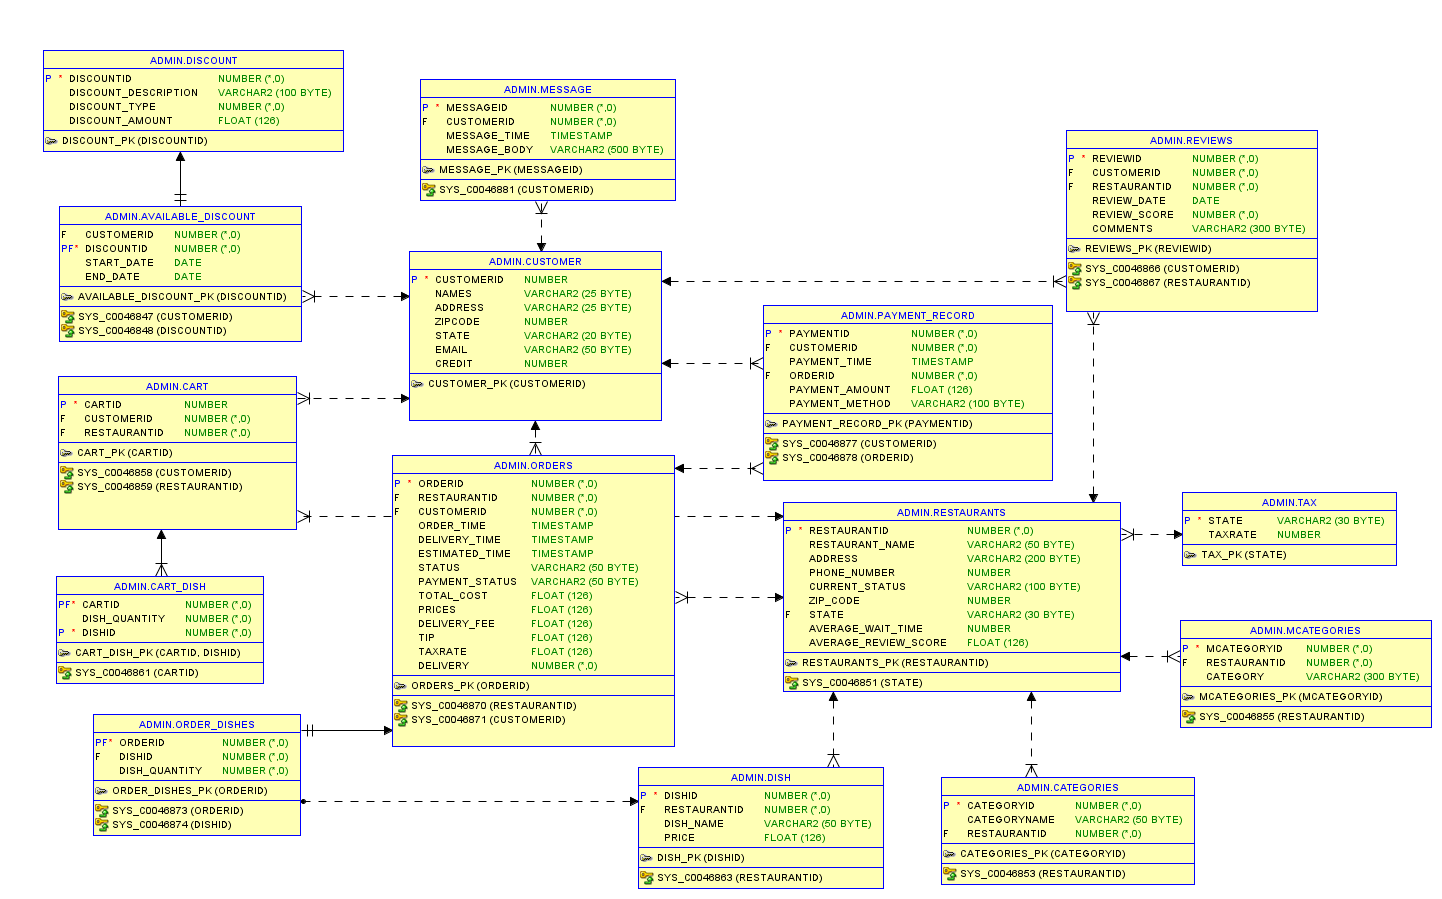 ADMIN.DISCOUNT
P * DISCOUNTID NUMBER (*,0)
DISCOUNT_DESCRIPTION VARCHAR2 (100 BYTE)
DISCOUNT_TYPE NUMBER (*,0)
DISCOUNT_AMOUNT FLOAT (126)
DISCOUNT_PK (DISCOUNTID)
ADMIN.MESSAGE
P * MESSAGEID NUMBER (*,0)
F CUSTOMERID NUMBER (*,0)
MESSAGE_TIME TIMESTAMP
MESSAGE_BODY VARCHAR2 (500 BYTE)
MESSAGE_PK (MESSAGEID)
SYS_C0046881 (CUSTOMERID)
ADMIN.REVIEWS
P * REVIEWID NUMBER (*,0)
F CUSTOMERID NUMBER (*,0)
F RESTAURANTID NUMBER (*,0)
REVIEW_DATE DATE
REVIEW_SCORE NUMBER (*,0)
COMMENTS VARCHAR2 (300 BYTE)
REVIEWS_PK (REVIEWID)
SYS_C0046866 (CUSTOMERID)
SYS_C0046867 (RESTAURANTID)
ADMIN.AVAILABLE_DISCOUNT
F CUSTOMERID NUMBER (*,0)
PF* DISCOUNTID NUMBER (*,0)
START_DATE DATE
END_DATE DATE
AVAILABLE_DISCOUNT_PK (DISCOUNTID)
SYS_C0046847 (CUSTOMERID)
SYS_C0046848 (DISCOUNTID)
ADMIN.CUSTOMER
P * CUSTOMERID NUMBER
NAMES VARCHAR2 (25 BYTE)
ADDRESS VARCHAR2 (25 BYTE)
ZIPCODE NUMBER
STATE VARCHAR2 (20 BYTE)
EMAIL VARCHAR2 (50 BYTE)
CREDIT NUMBER
CUSTOMER_PK (CUSTOMERID)
ADMIN.PAYMENT_RECORD
P * PAYMENTID NUMBER (*,0)
F CUSTOMERID NUMBER (*,0)
PAYMENT_TIME TIMESTAMP
F ORDERID NUMBER (*,0)
PAYMENT_AMOUNT FLOAT (126)
PAYMENT_METHOD VARCHAR2 (100 BYTE)
PAYMENT_RECORD_PK (PAYMENTID)
SYS_C0046877 (CUSTOMERID)
SYS_C0046878 (ORDERID)
ADMIN.CART
P * CARTID NUMBER
F CUSTOMERID NUMBER (*,0)
F RESTAURANTID NUMBER (*,0)
CART_PK (CARTID)
SYS_C0046858 (CUSTOMERID)
SYS_C0046859 (RESTAURANTID)
ADMIN.ORDERS
P * ORDERID NUMBER (*,0)
F RESTAURANTID NUMBER (*,0)
F CUSTOMERID NUMBER (*,0)
ORDER_TIME TIMESTAMP
DELIVERY_TIME TIMESTAMP
ESTIMATED_TIME TIMESTAMP
STATUS VARCHAR2 (50 BYTE)
PAYMENT_STATUS VARCHAR2 (50 BYTE)
TOTAL_COST FLOAT (126)
PRICES FLOAT (126)
DELIVERY_FEE FLOAT (126)
TIP FLOAT (126)
TAXRATE FLOAT (126)
DELIVERY NUMBER (*,0)
ORDERS_PK (ORDERID)
SYS_C0046870 (RESTAURANTID)
SYS_C0046871 (CUSTOMERID)
ADMIN.RESTAURANTS
P * RESTAURANTID NUMBER (*,0)
RESTAURANT_NAME VARCHAR2 (50 BYTE)
ADDRESS VARCHAR2 (200 BYTE)
PHONE_NUMBER NUMBER
CURRENT_STATUS VARCHAR2 (100 BYTE)
ZIP_CODE NUMBER
F STATE VARCHAR2 (30 BYTE)
AVERAGE_WAIT_TIME NUMBER
AVERAGE_REVIEW_SCORE FLOAT (126)
RESTAURANTS_PK (RESTAURANTID)
SYS_C0046851 (STATE)
ADMIN.TAX
P * STATE VARCHAR2 (30 BYTE)
TAXRATE NUMBER
TAX_PK (STATE)
ADMIN.CART_DISH
PF* CARTID NUMBER (*,0)
DISH_QUANTITY NUMBER (*,0)
P * DISHID NUMBER (*,0)
CART_DISH_PK (CARTID, DISHID)
SYS_C0046861 (CARTID)
ADMIN.MCATEGORIES
P * MCATEGORYID NUMBER (*,0)
F RESTAURANTID NUMBER (*,0)
CATEGORY VARCHAR2 (300 BYTE)
MCATEGORIES_PK (MCATEGORYID)
SYS_C0046855 (RESTAURANTID)
ADMIN.ORDER_DISHES
PF* ORDERID NUMBER (*,0)
F DISHID NUMBER (*,0)
DISH_QUANTITY NUMBER (*,0)
ORDER_DISHES_PK (ORDERID)
SYS_C0046873 (ORDERID)
SYS_C0046874 (DISHID)
ADMIN.DISH
P * DISHID NUMBER (*,0)
F RESTAURANTID NUMBER (*,0)
DISH_NAME VARCHAR2 (50 BYTE)
PRICE FLOAT (126)
DISH_PK (DISHID)
SYS_C0046863 (RESTAURANTID)
ADMIN.CATEGORIES
P * CATEGORYID NUMBER (*,0)
CATEGORYNAME VARCHAR2 (50 BYTE)
F RESTAURANTID NUMBER (*,0)
CATEGORIES_PK (CATEGORYID)
SYS_C0046853 (RESTAURANTID)